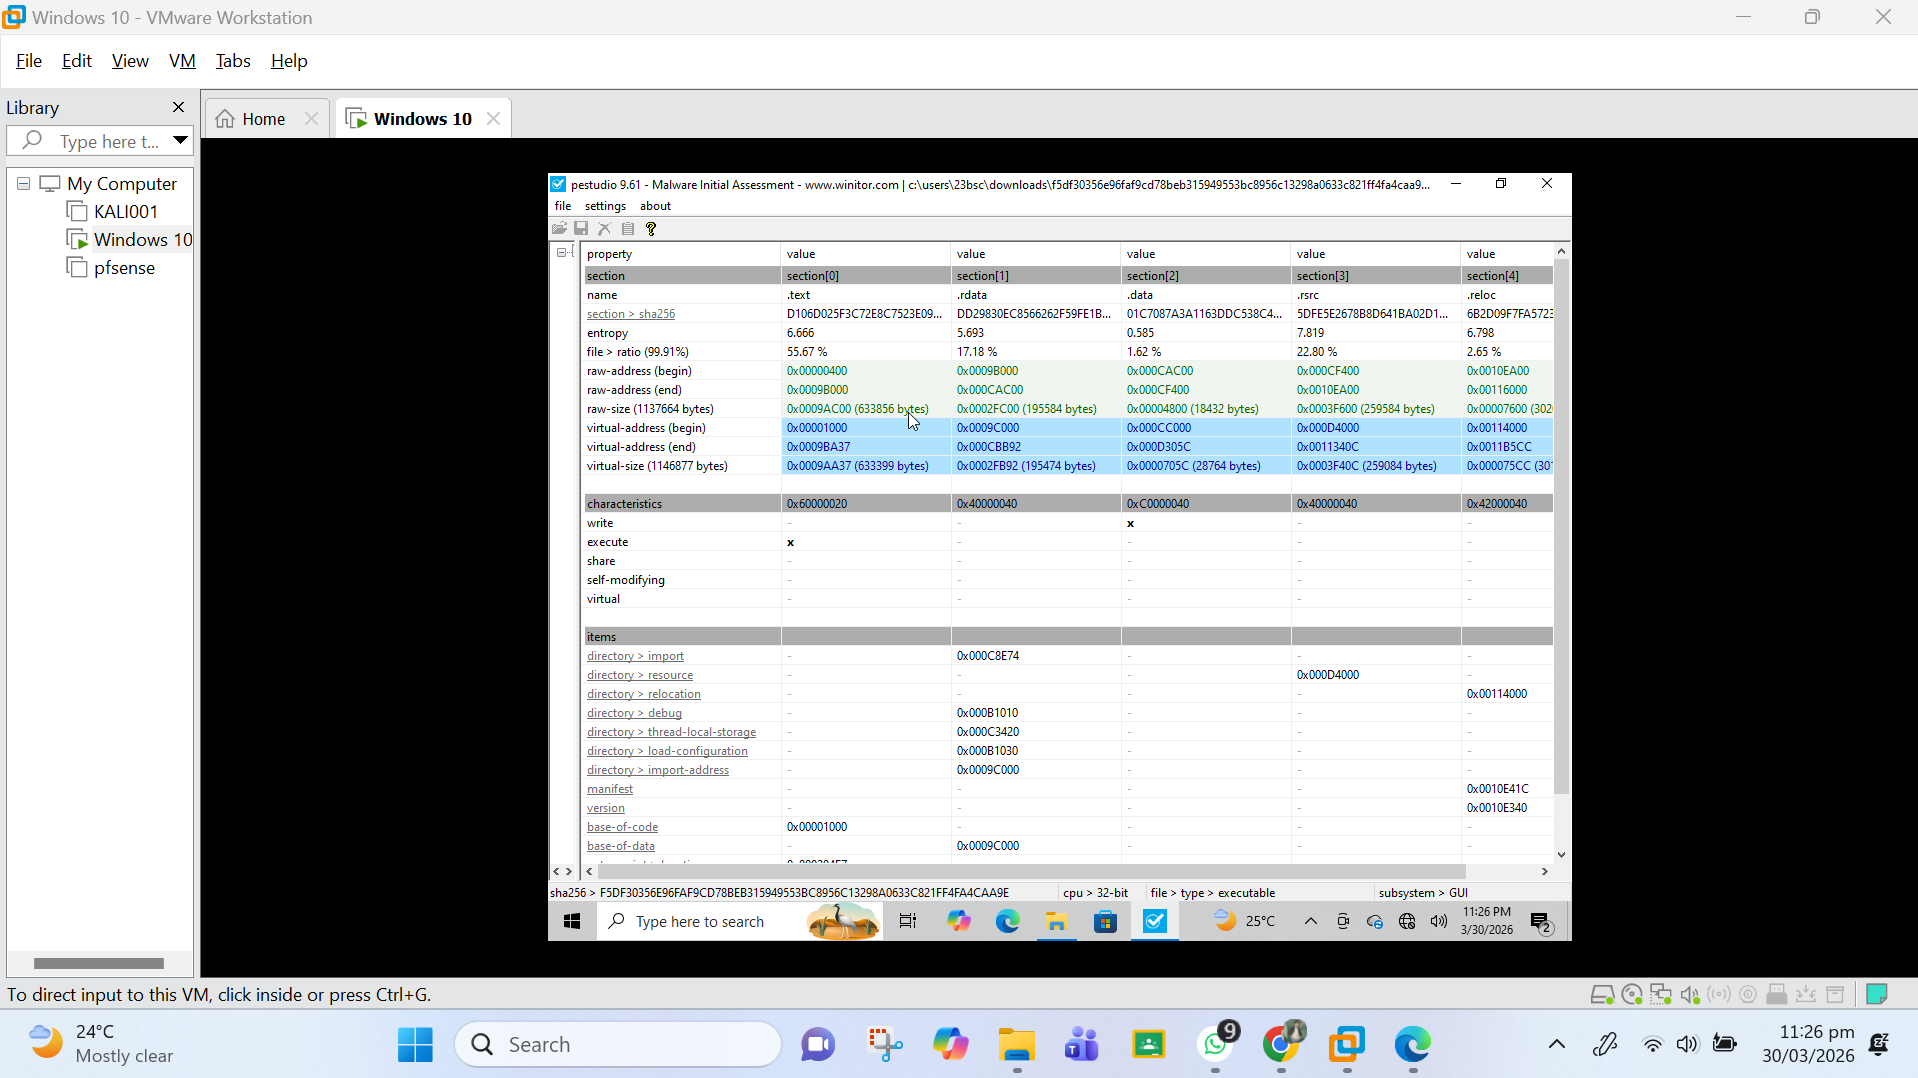 Windows 10 - VMware Workstation
File Edit View VM Tabs Help
Library
Home
Windows 10
Type here t...
My Computer
KALI001
Windows 10
pfsense
pestudio 9.61 - Malware Initial Assessment - www.winitor.com | c:\users\23bsc\downloads\f5df30356e96faf9cd78beb315949553bc8956c13298a0633c821ff4fa4caa9...
file settings about
property value value value value value
section section[0] section[1] section[2] section[3] section[4]
name .text .rdata .data .rsrc .reloc
section > sha256 D106D025F3C72E8C7523E09... DD29830EC8566262F59FE1B... 01C7087A3A1163DDC538C4... 5DFE5E2678B8D641BA02D1... 6B2D09F7FA5723
entropy 6.666 5.693 0.585 7.819 6.798
file > ratio (99.91%) 55.67 % 17.18 % 1.62 % 22.80 % 2.65 %
raw-address (begin) 0x00000400 0x0009B000 0x000CAC00 0x000CF400 0x0010EA00
raw-address (end) 0x0009B000 0x000CAC00 0x000CF400 0x0010EA00 0x00116000
raw-size (1137664 bytes) 0x0009AC00 (633856 bytes) 0x0002FC00 (195584 bytes) 0x00004800 (18432 bytes) 0x0003F600 (259584 bytes) 0x00007600 (302
virtual-address (begin) 0x00001000 0x0009C000 0x000CC000 0x000D4000 0x00114000
virtual-address (end) 0x0009BA37 0x000CBB92 0x000D305C 0x0011340C 0x0011B5CC
virtual-size (1146877 bytes) 0x0009AA37 (633399 bytes) 0x0002FB92 (195474 bytes) 0x0000705C (28764 bytes) 0x0003F40C (259084 bytes) 0x000075CC (301
characteristics 0x60000020 0x40000040 0xC0000040 0x40000040 0x42000040
write - - x - -
execute x - - - -
share - - - - -
self-modifying - - - - -
virtual - - - - -
items
directory > import - 0x000C8E74 - - -
directory > resource - - - 0x000D4000 -
directory > relocation - - - - 0x00114000
directory > debug - 0x000B1010 - - -
directory > thread-local-storage - 0x000C3420 - - -
directory > load-configuration - 0x000B1030 - - -
directory > import-address - 0x0009C000 - - -
manifest - - - - 0x0010E41C
version - - - - 0x0010E340
base-of-code 0x00001000 - - - -
base-of-data - 0x0009C000 - - -
sha256 > F5DF30356E96FAF9CD78BEB315949553BC8956C13298A0633C821FF4FA4CAA9E cpu > 32-bit file > type > executable subsystem > GUI
Type here to search
25°C
11:26 PM
3/30/2026
2
To direct input to this VM, click inside or press Ctrl+G.
24°C
Mostly clear
Search
9
11:26 pm
30/03/2026